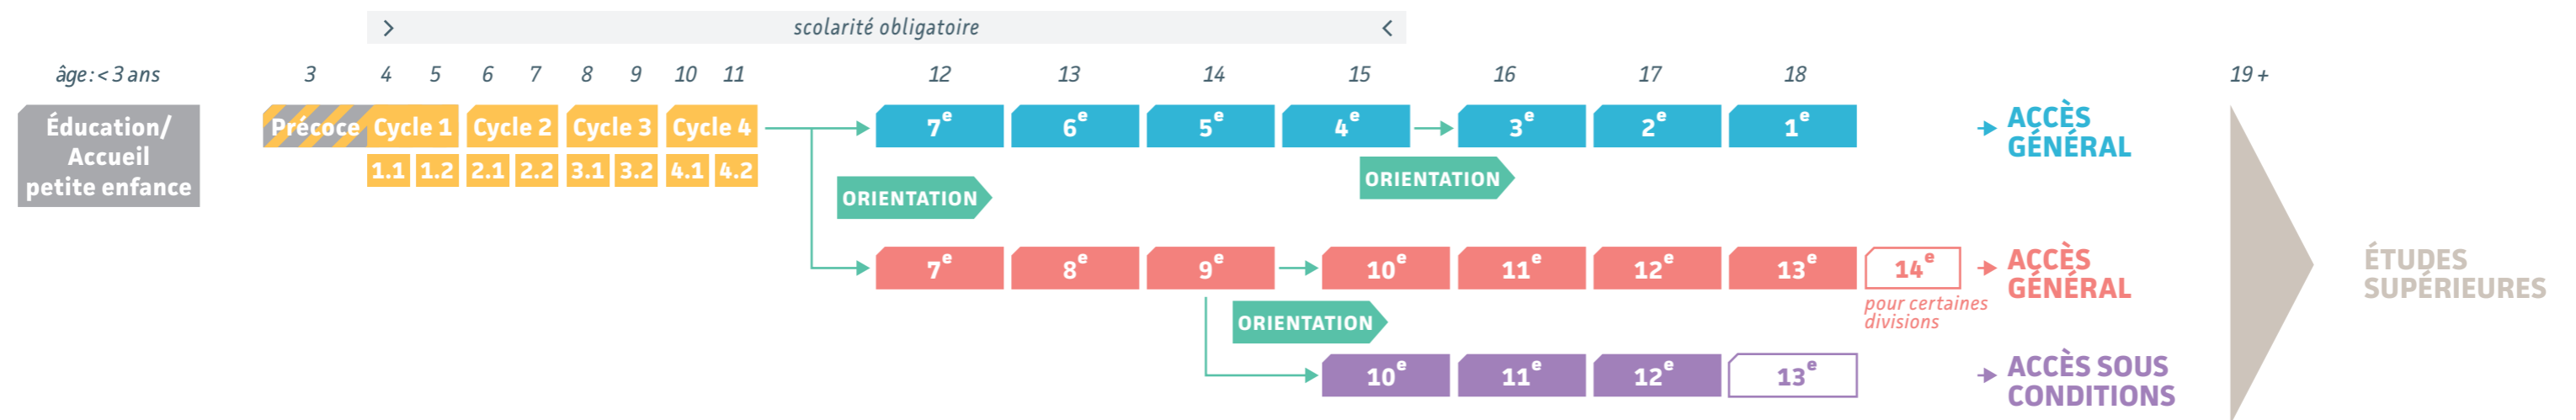 scolarité obligatoire
âge: < 3 ans 3 4 5 6 7 8 9 10 11 12 13 14 15 16 17 18 19 +
Éducation/
Accueil
petite enfance
Précoce Cycle 1 Cycle 2 Cycle 3 Cycle 4
1.1 1.2 2.1 2.2 3.1 3.2 4.1 4.2
7e 6e 5e 4e 3e 2e 1e
ACCÈS
GÉNÉRAL
ORIENTATION
ORIENTATION
7e 8e 9e 10e 11e 12e 13e 14e
pour certaines
divisions
ACCÈS
GÉNÉRAL
ORIENTATION
10e 11e 12e 13e
ACCÈS SOUS
CONDITIONS
ÉTUDES
SUPÉRIEURES